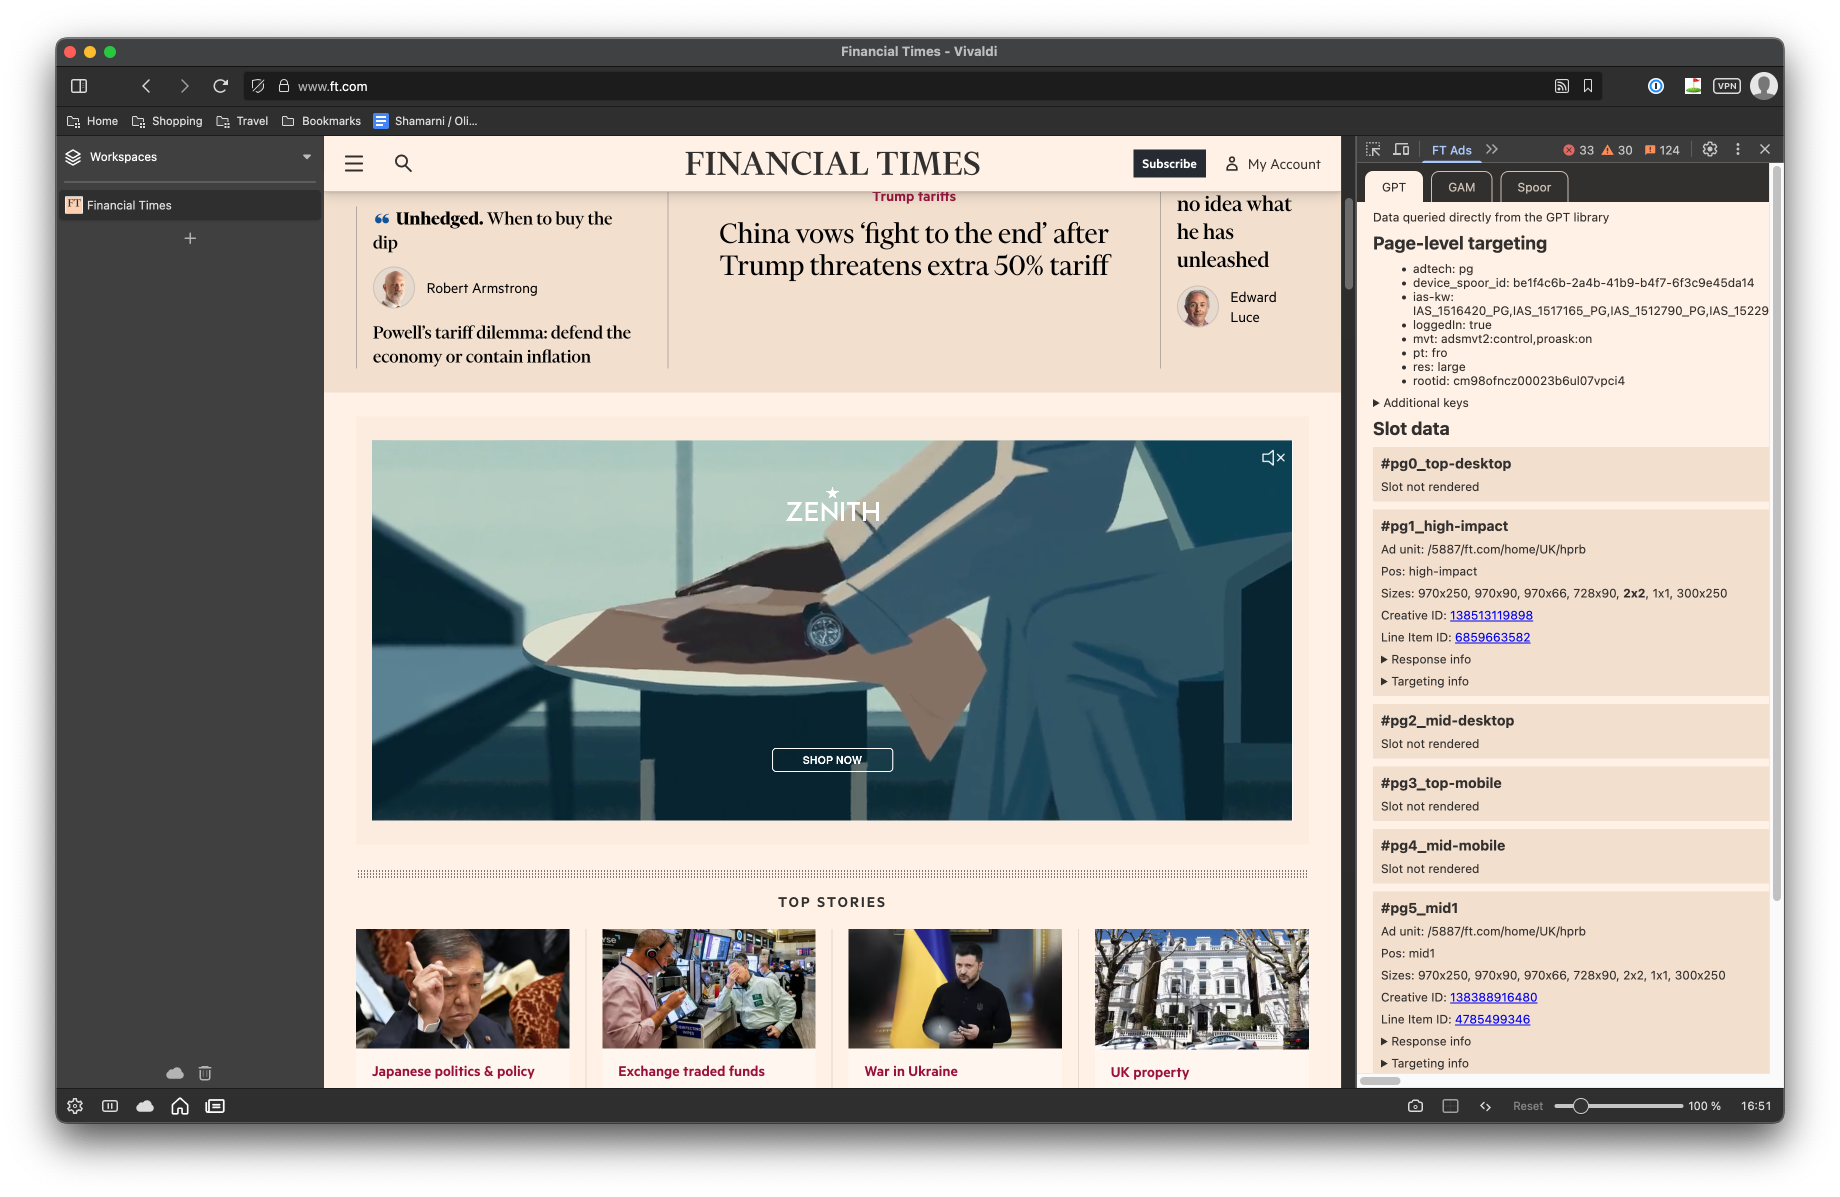 Financial Times - Vivaldi
www.ft.com
VPN
Home
Shopping
Travel
Bookmarks
Shamarni / Oli...
Workspaces
FT Financial Times
FINANCIAL TIMES
Subscribe
My Account
“ Unhedged. When to buy the
dip
Robert Armstrong
Powell’s tariff dilemma: defend the
economy or contain inflation
Trump tariffs
China vows ‘fight to the end’ after
Trump threatens extra 50% tariff
no idea what
he has
unleashed
Edward
Luce
ZENITH
SHOP NOW
TOP STORIES
Japanese politics & policy
Exchange traded funds
War in Ukraine
UK property
FT Ads
33
30
124
GPT
GAM
Spoor
Data queried directly from the GPT library
Page-level targeting
• adtech: pg
• device_spoor_id: be1f4c6b-2a4b-41b9-b4f7-6f3c9e45da14
• ias-kw:
IAS_1516420_PG,IAS_1517165_PG,IAS_1512790_PG,IAS_15229
• loggedIn: true
• mvt: adsmvt2:control,proask:on
• pt: fro
• res: large
• rootid: cm98ofncz00023b6ul07vpci4
Additional keys
Slot data
#pg0_top-desktop
Slot not rendered
#pg1_high-impact
Ad unit: /5887/ft.com/home/UK/hprb
Pos: high-impact
Sizes: 970x250, 970x90, 970x66, 728x90, 2x2, 1x1, 300x250
Creative ID: 138513119898
Line Item ID: 6859663582
Response info
Targeting info
#pg2_mid-desktop
Slot not rendered
#pg3_top-mobile
Slot not rendered
#pg4_mid-mobile
Slot not rendered
#pg5_mid1
Ad unit: /5887/ft.com/home/UK/hprb
Pos: mid1
Sizes: 970x250, 970x90, 970x66, 728x90, 2x2, 1x1, 300x250
Creative ID: 138388916480
Line Item ID: 4785499346
Response info
Targeting info
Reset
100 %
16:51